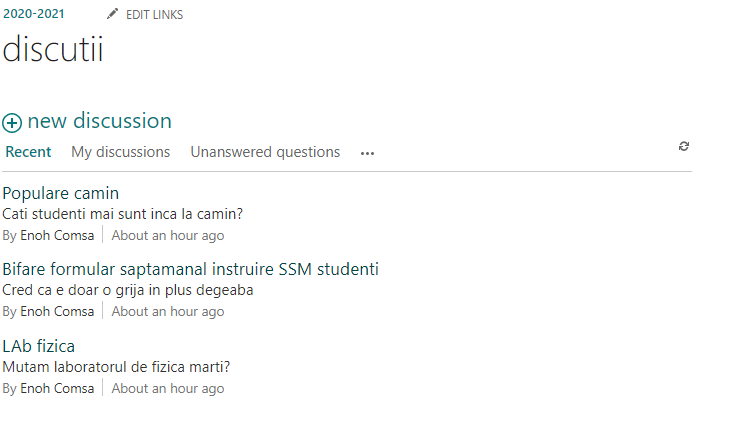 2020-2021 EDIT LINKS
discutii
new discussion
Recent My discussions Unanswered questions ...
Populare camin
Cati studenti mai sunt inca la camin?
By Enoh Comsa | About an hour ago
Bifare formular saptamanal instruire SSM studenti
Cred ca e doar o grija in plus degeaba
By Enoh Comsa | About an hour ago
LAb fizica
Mutam laboratorul de fizica marti?
By Enoh Comsa | About an hour ago